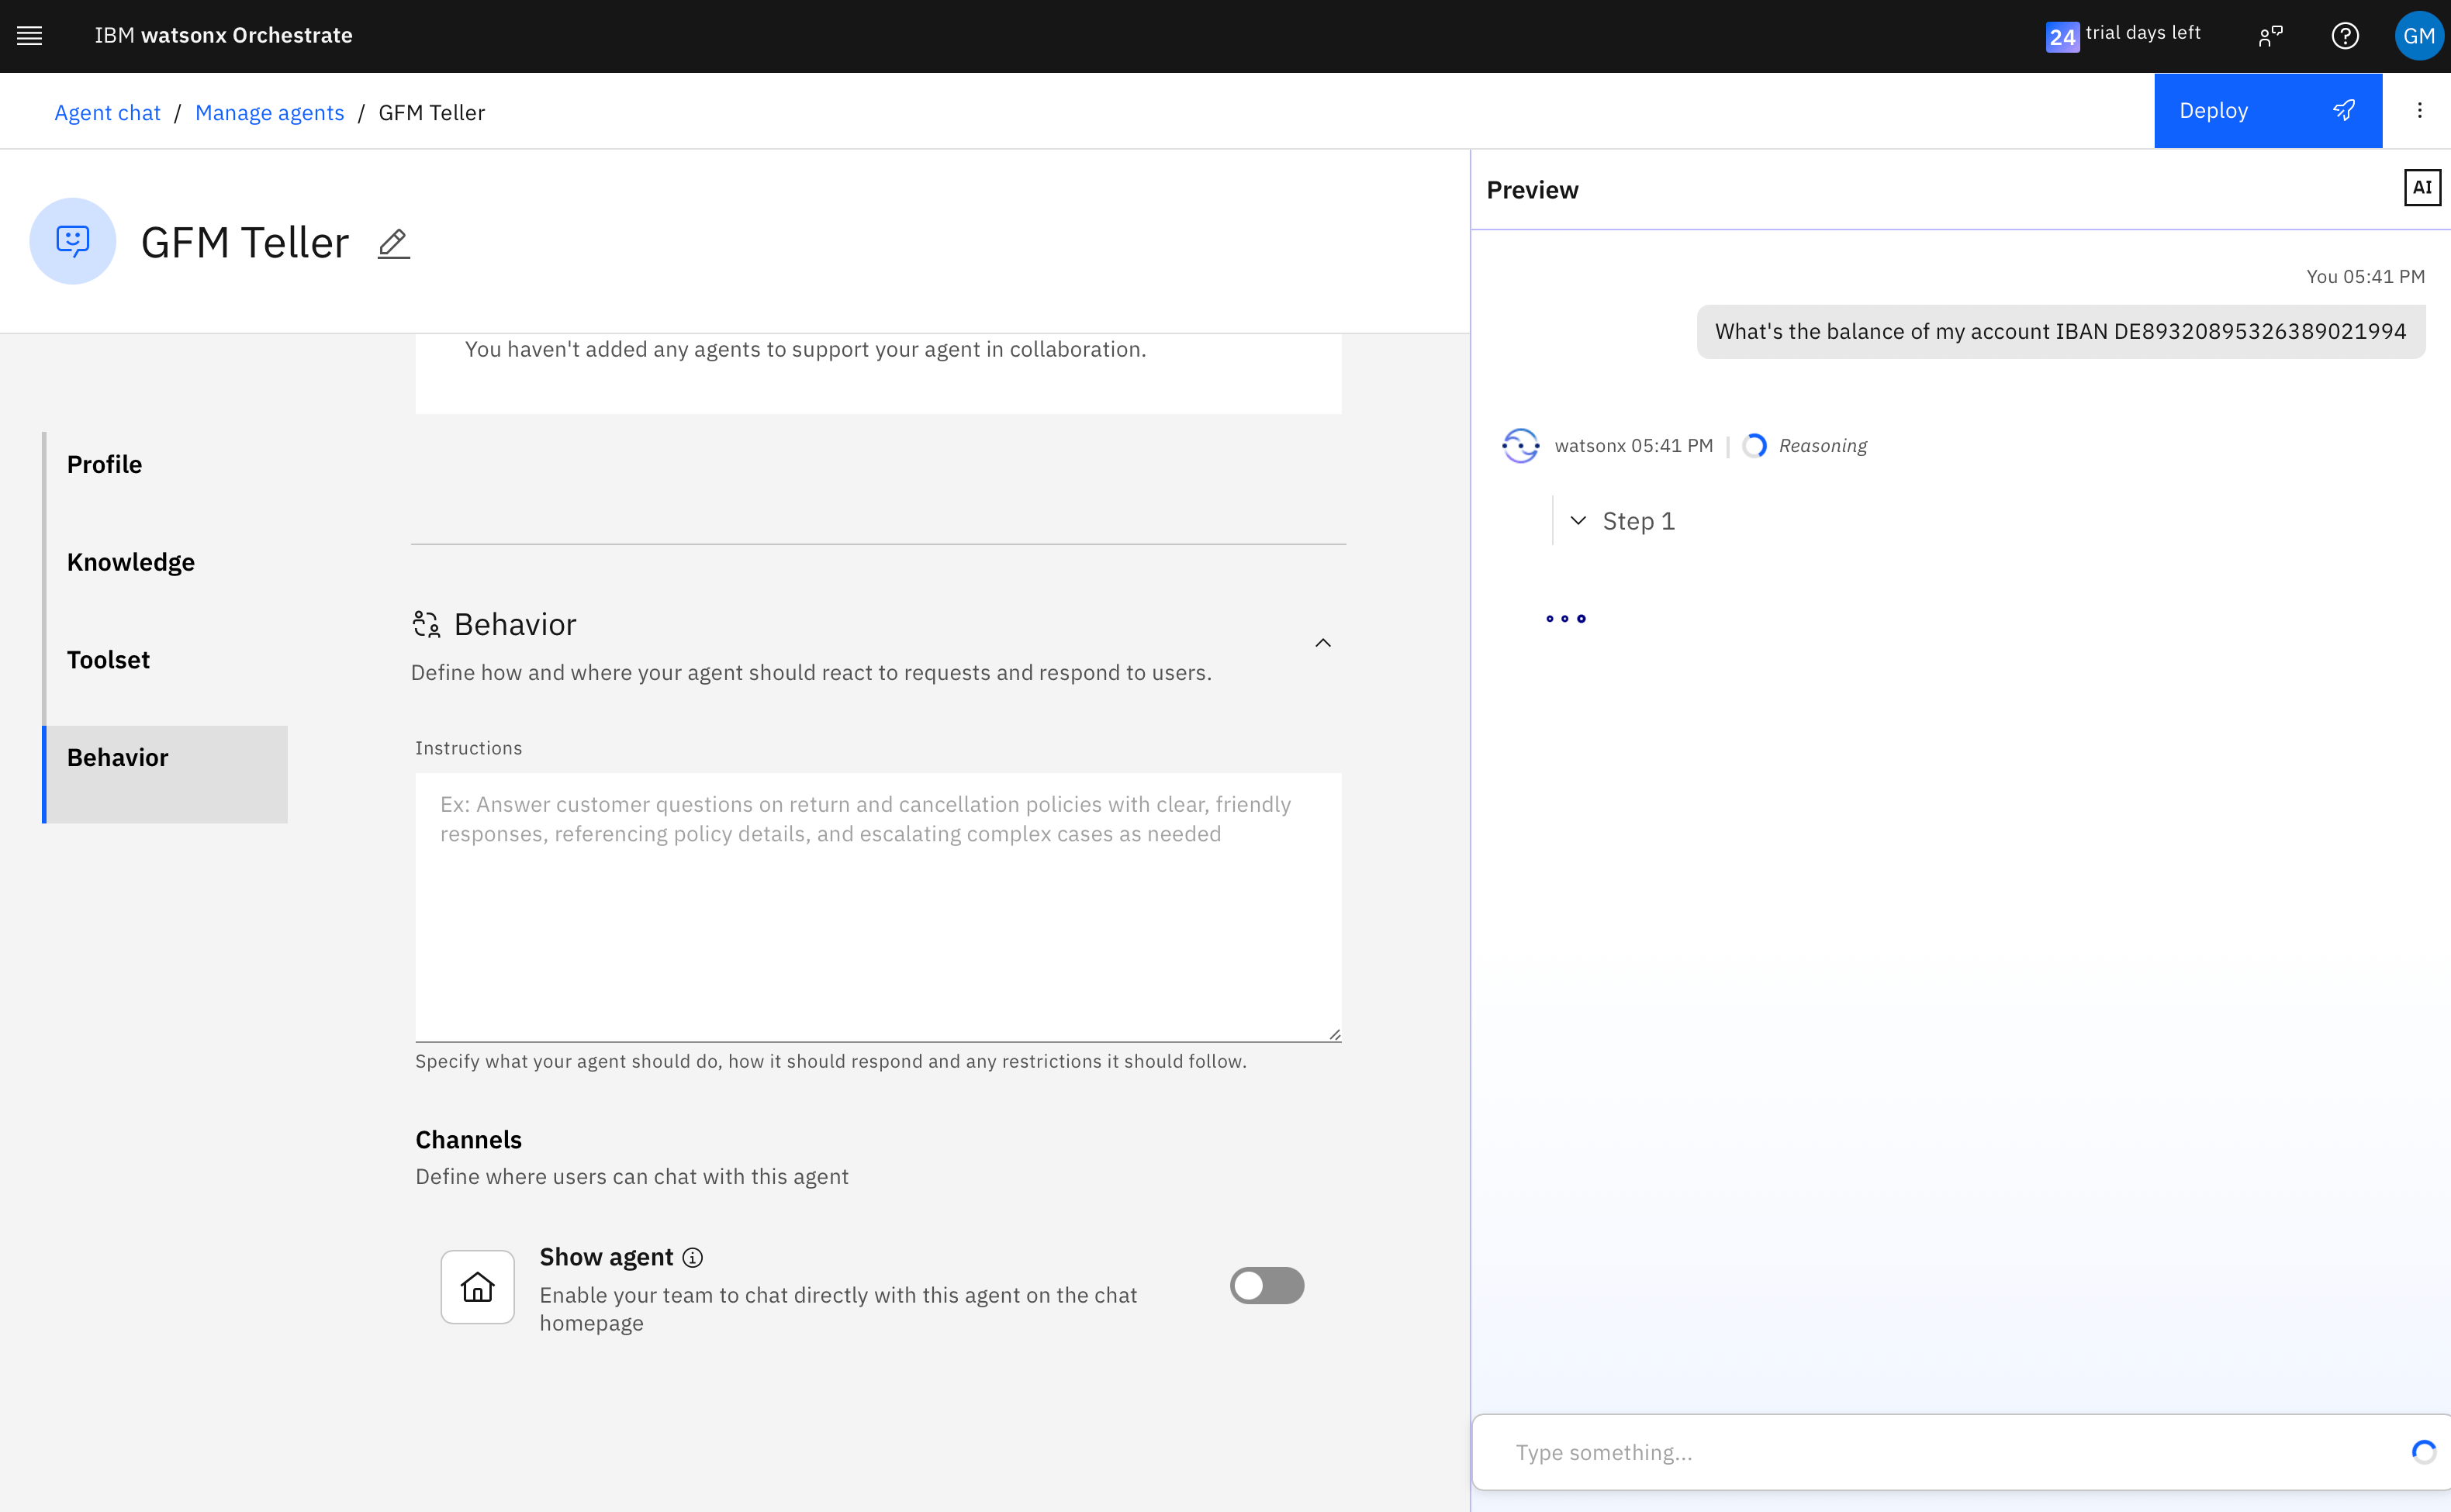 IBM watsonx Orchestrate
24 trial days left
GM
Agent chat / Manage agents / GFM Teller
Deploy
GFM Teller
You haven't added any agents to support your agent in collaboration.
Profile
Knowledge
Toolset
Behavior
Behavior
Define how and where your agent should react to requests and respond to users.
Instructions
Ex: Answer customer questions on return and cancellation policies with clear, friendly
responses, referencing policy details, and escalating complex cases as needed
Specify what your agent should do, how it should respond and any restrictions it should follow.
Channels
Define where users can chat with this agent
Show agent
Enable your team to chat directly with this agent on the chat
homepage
Preview
AI
You 05:41 PM
What's the balance of my account IBAN DE89320895326389021994
watsonx 05:41 PM | Reasoning
Step 1
Type something...